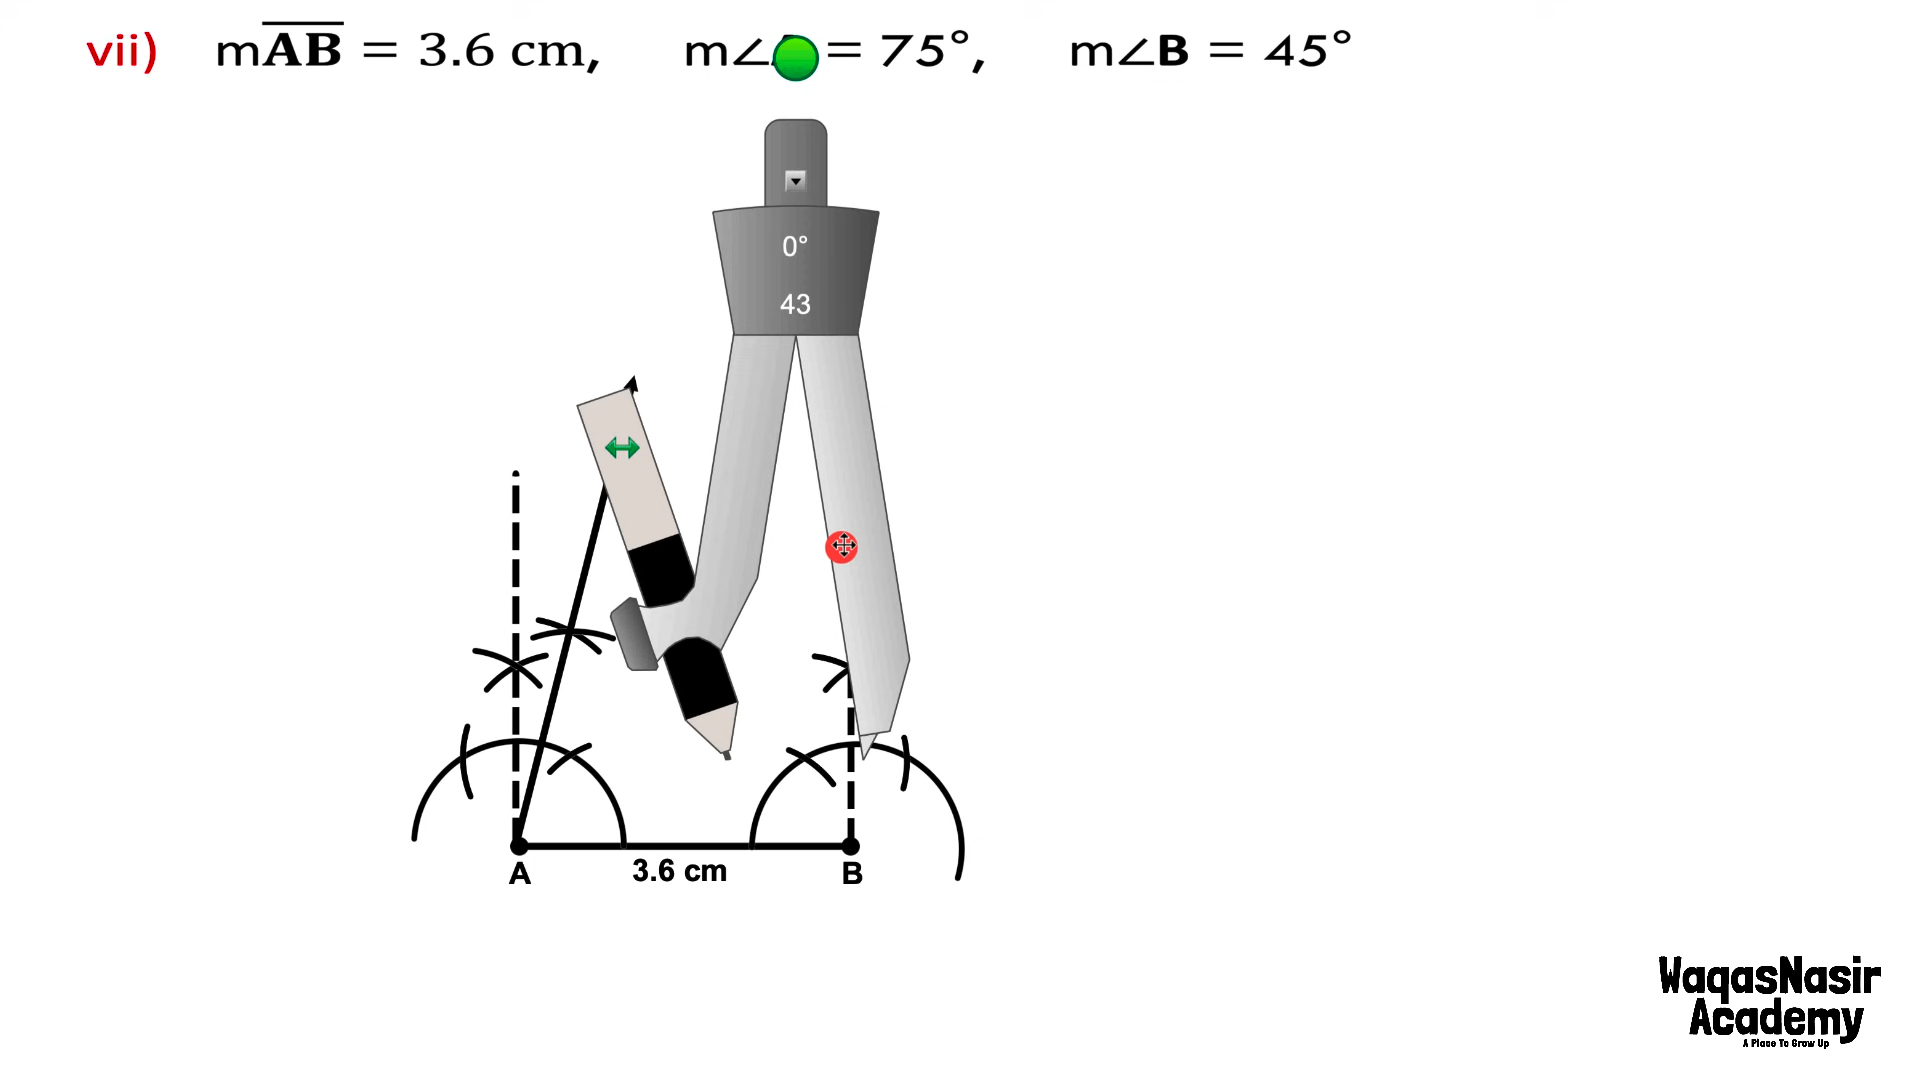 vii) mAB = 3.6 cm, m∠ = 75°, m∠B = 45°
0°
43
A
3.6 cm
B
WaqasNasir
Academy
A Place To Grow Up